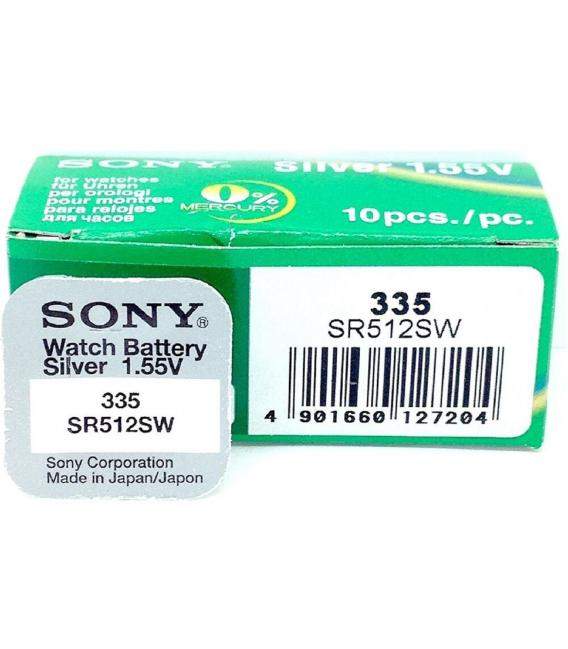 SONY
Silver 1.55V
for watches
für Uhren
per orologi
pour montres
para relojes
для часов
0%
MERCURY
10pcs./pc.
335
SR512SW
4 901660 127204
SONY®
Watch Battery
Silver 1.55V
335
SR512SW
Sony Corporation
Made in Japan/Japon